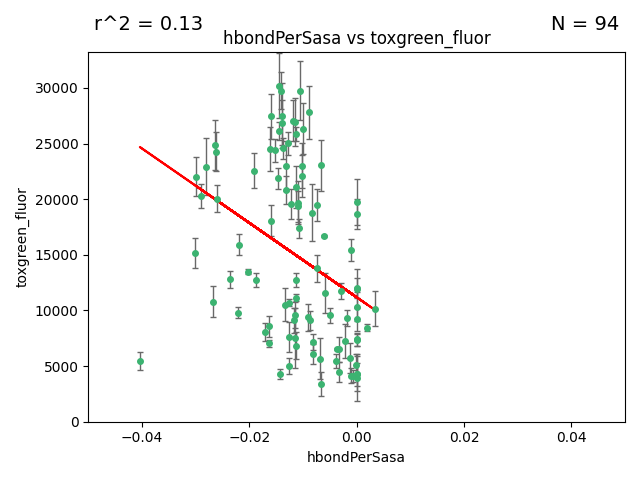 r^2 = 0.13
N = 94
hbondPerSasa vs toxgreen_fluor
30000
25000
20000
15000
10000
5000
0
toxgreen_fluor
−0.04
−0.02
0.00
0.02
0.04
hbondPerSasa